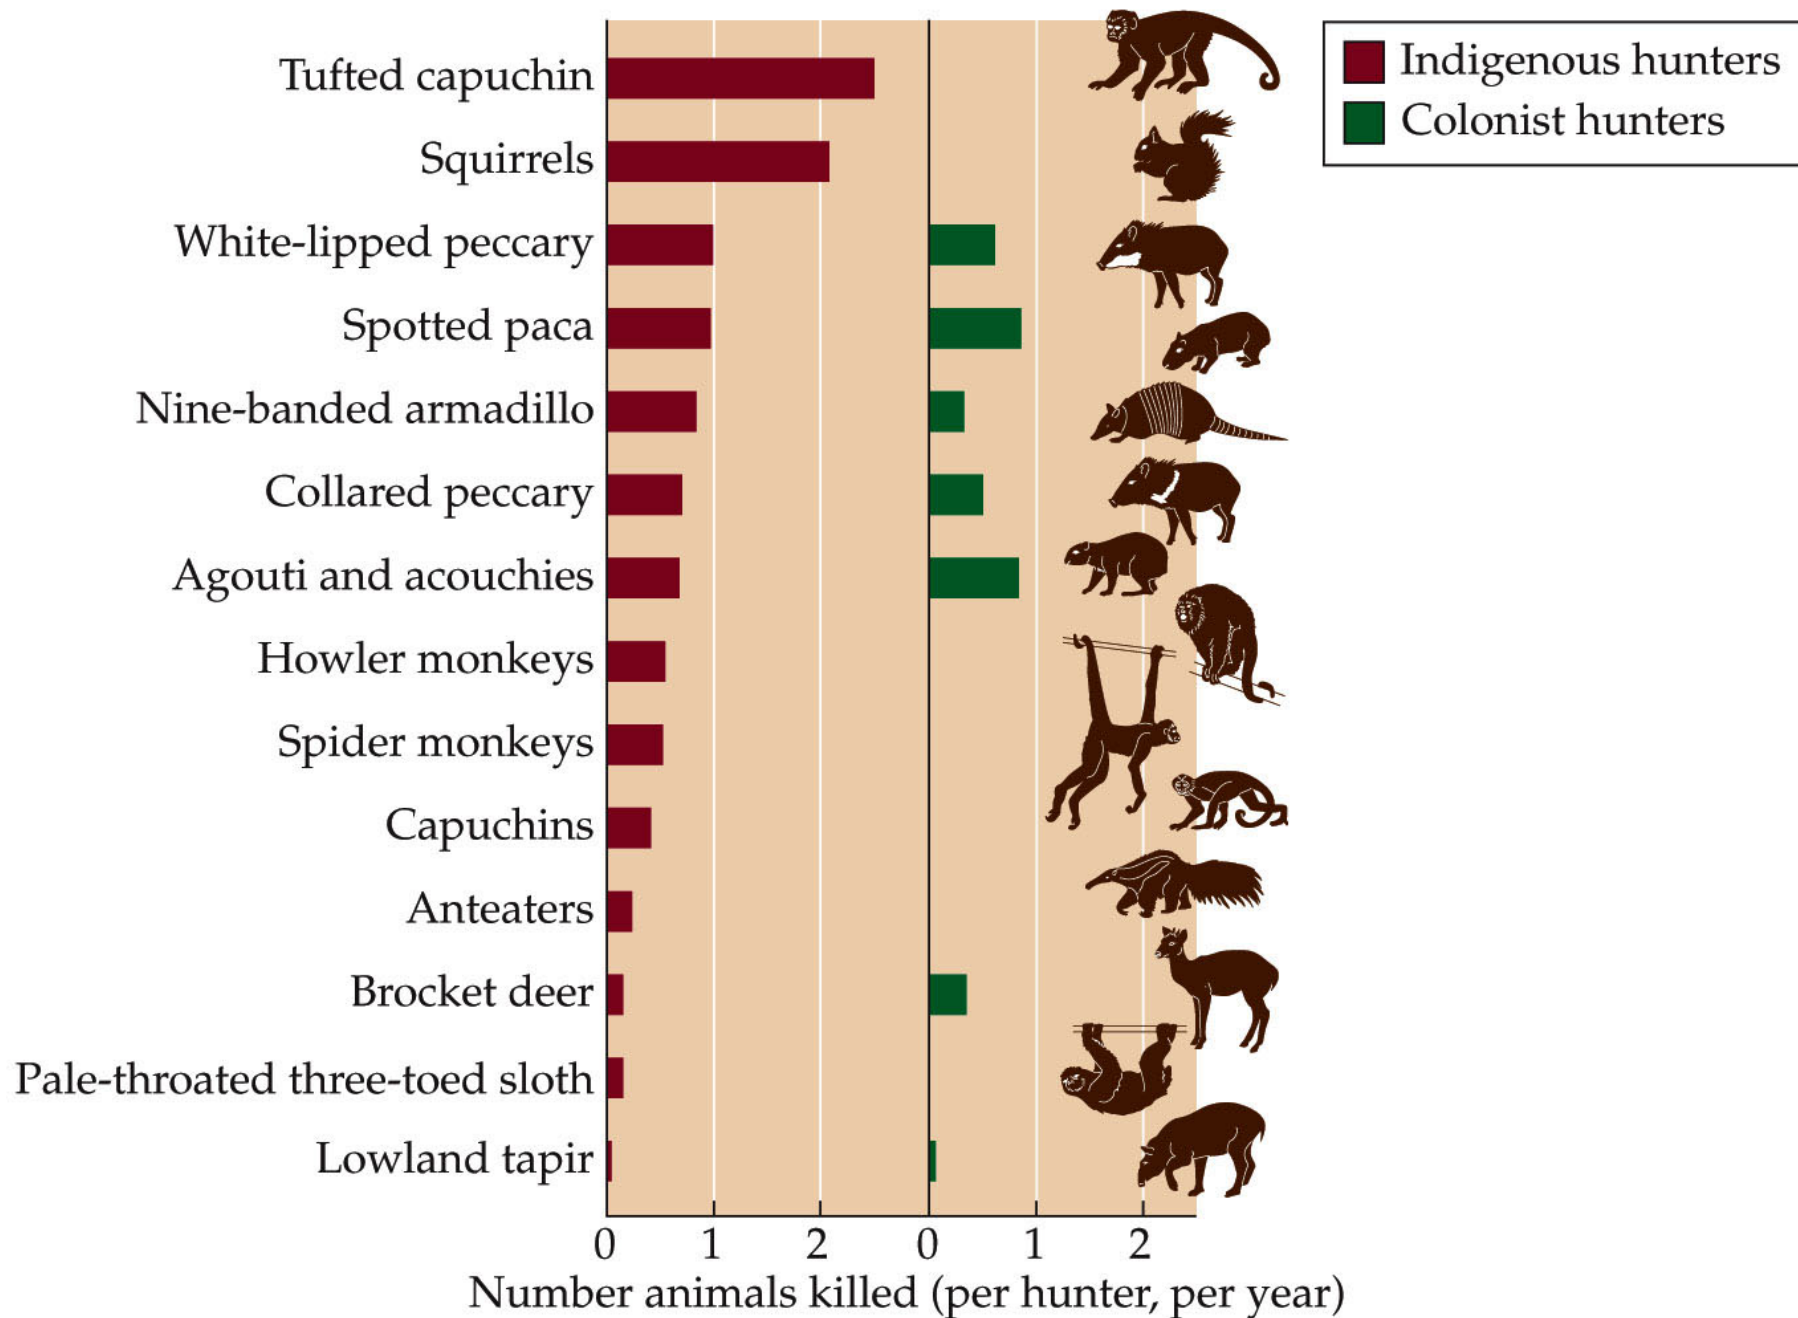 Tufted capuchin
Squirrels
White-lipped peccary
Spotted paca
Nine-banded armadillo
Collared peccary
Agouti and acouchies
Howler monkeys
Spider monkeys
Capuchins
Anteaters
Brocket deer
Pale-throated three-toed sloth
Lowland tapir
0 1 2 0 1 2
Number animals killed (per hunter, per year)
Indigenous hunters
Colonist hunters